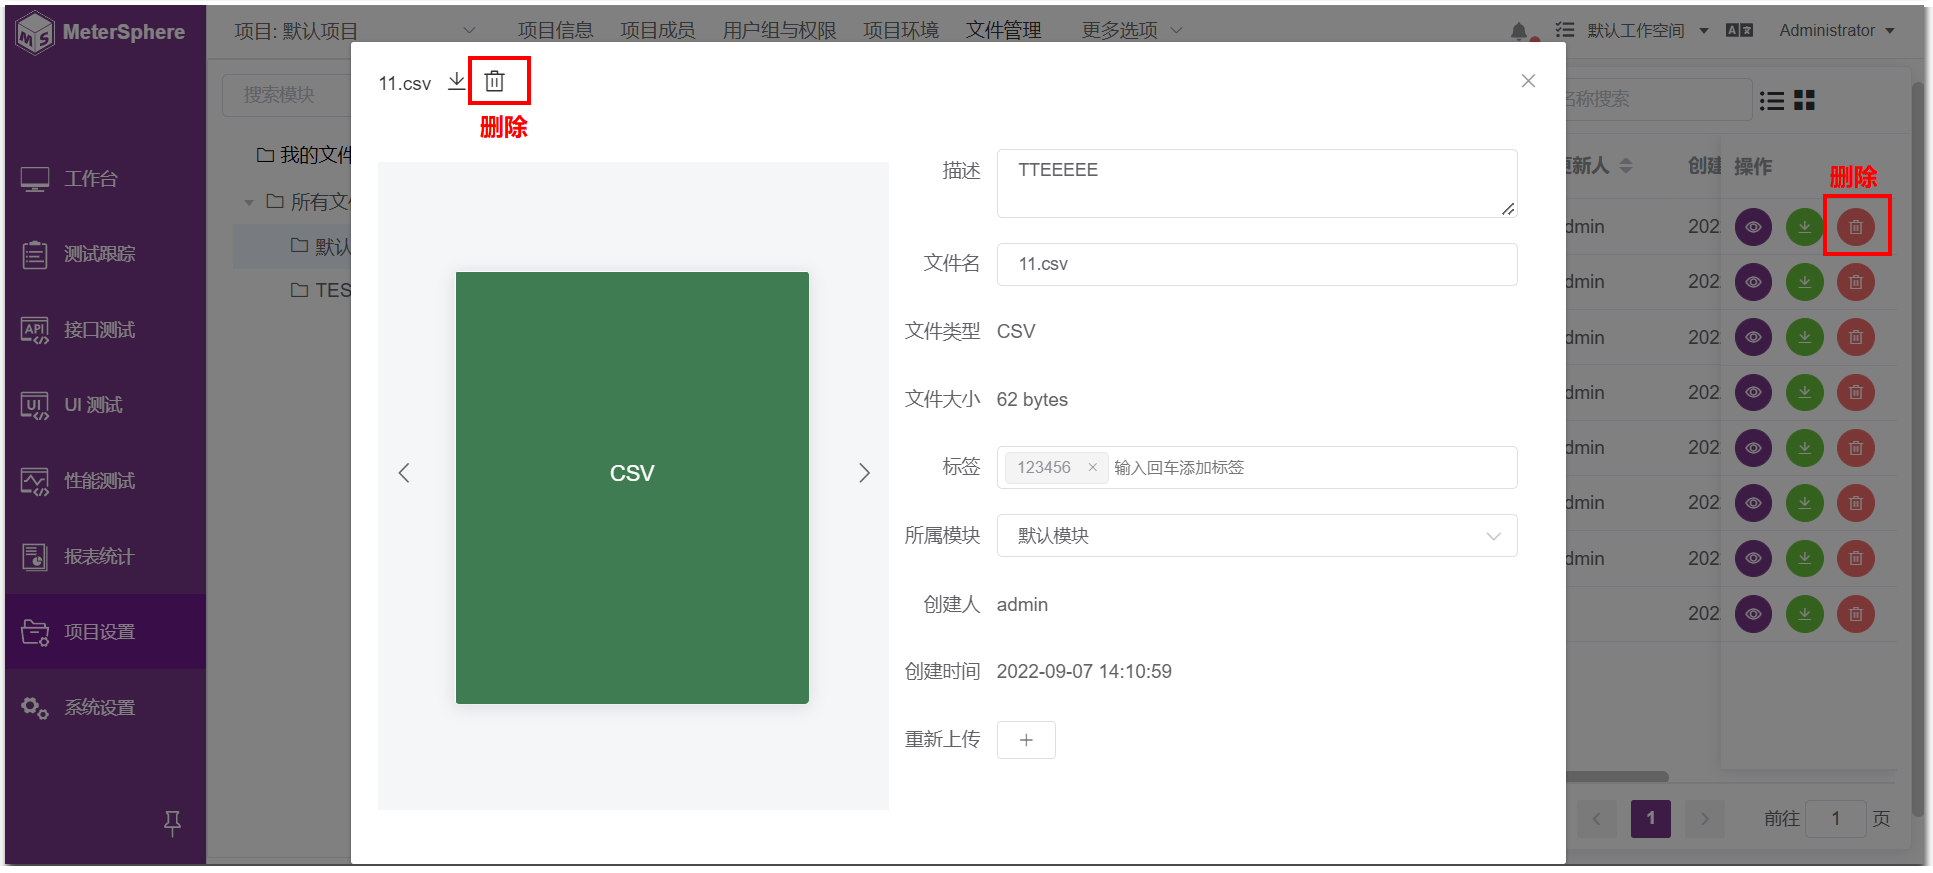 MeterSphere
项目: 默认项目
项目信息
项目成员
用户组与权限
项目环境
文件管理
更多选项
默认工作空间
Administrator
工作台
测试跟踪
接口测试
UI 测试
性能测试
报表统计
项目设置
系统设置
搜索模块
我的文件
所有文
默认
TES
11.csv
删除
CSV
描述 TTEEEEE
文件名 11.csv
文件类型 CSV
文件大小 62 bytes
标签 123456 × 输入回车添加标签
所属模块 默认模块
创建人 admin
创建时间 2022-09-07 14:10:59
重新上传 +
名称搜索
新人 创建 操作
删除
dmin 202
dmin 202
dmin 202
dmin 202
dmin 202
dmin 202
dmin 202
202
1
前往 1 页